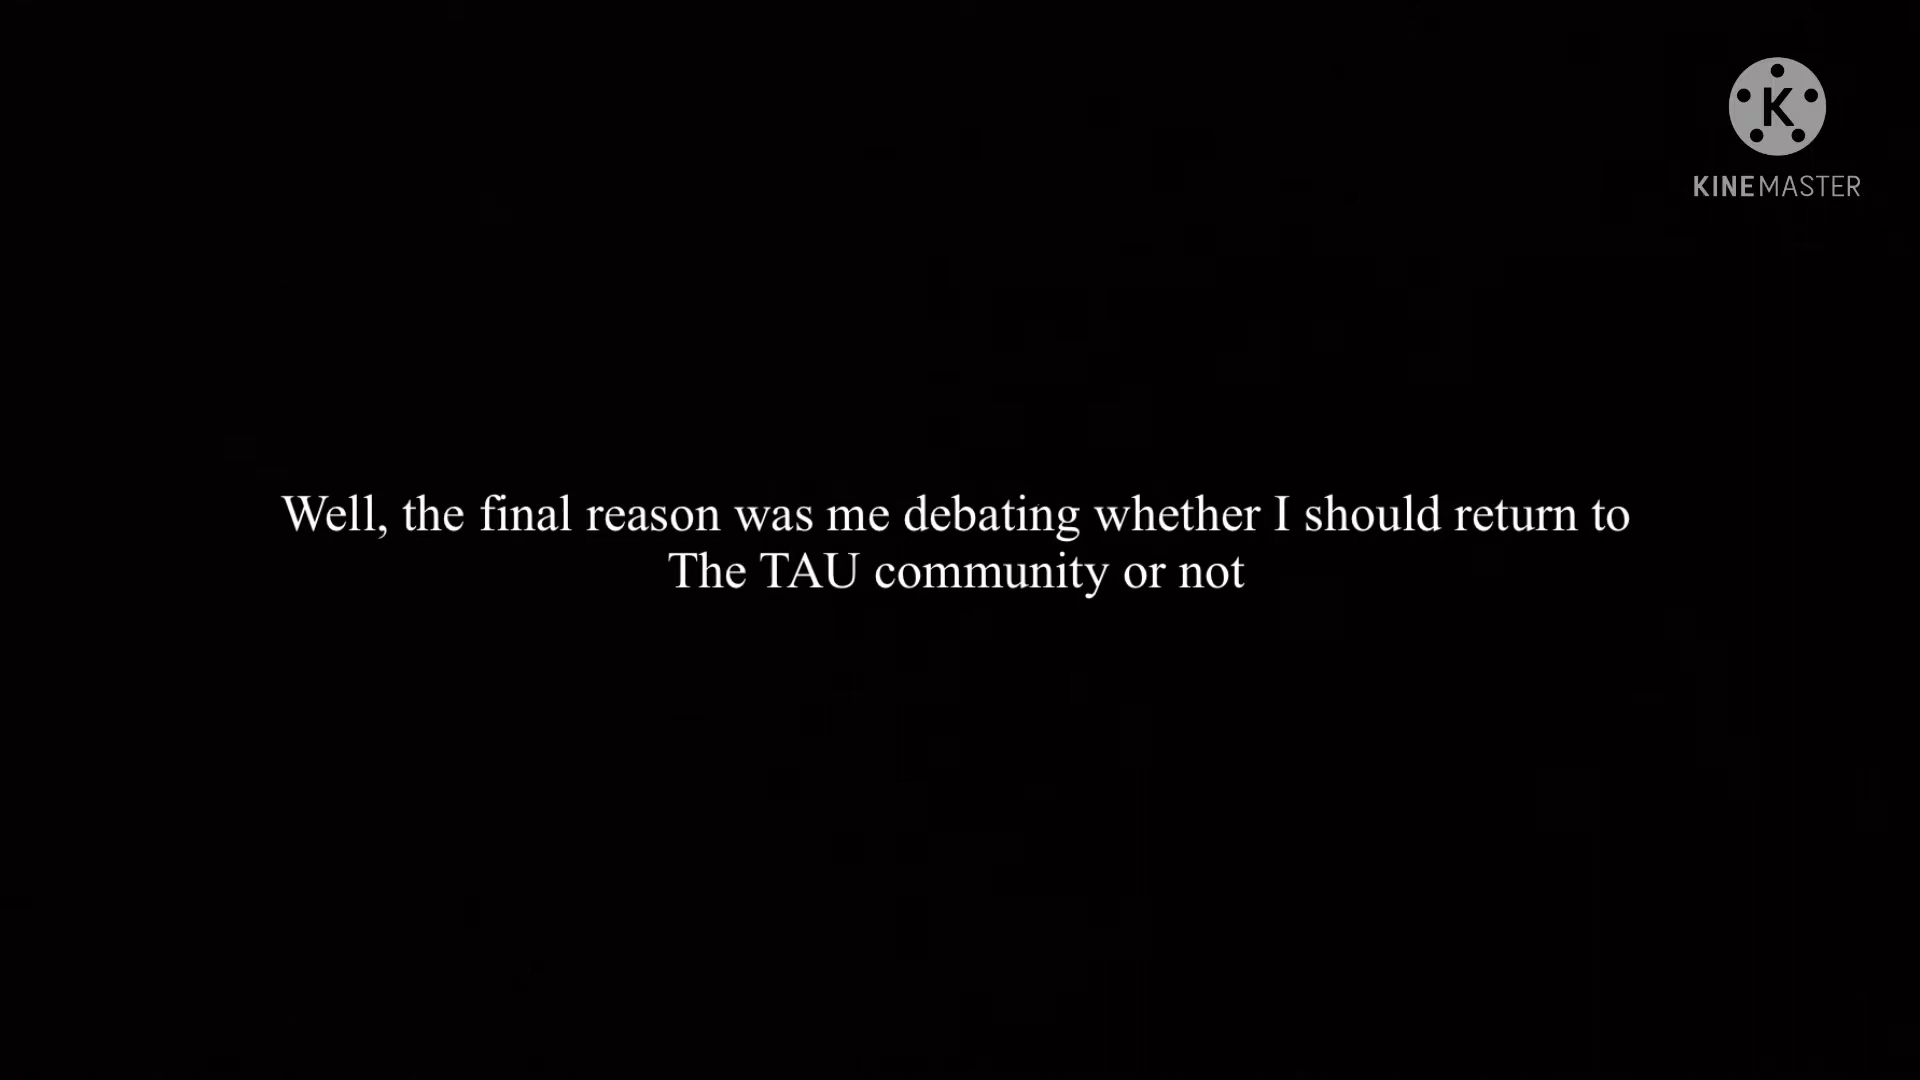 K
KINEMASTER
Well, the final reason was me debating whether I should return to
The TAU community or not